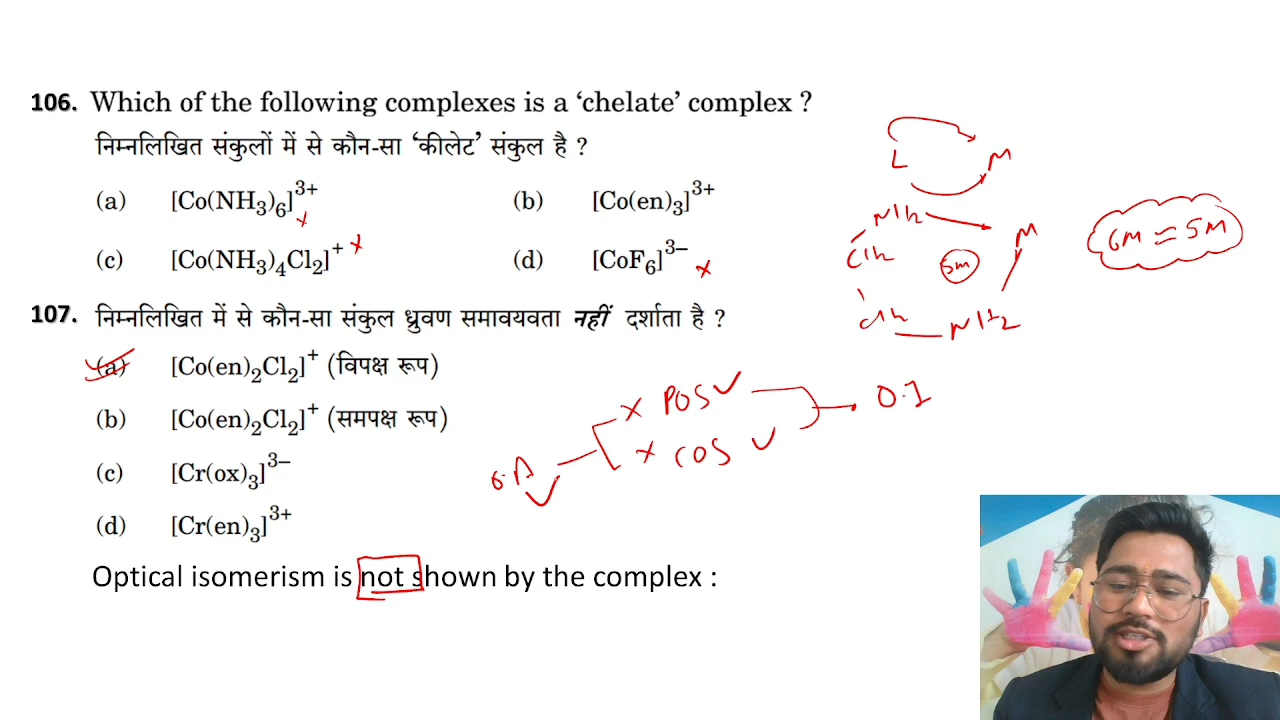 106. Which of the following complexes is a ‘chelate’ complex ?
निम्नलिखित संकुलों में से कौन-सा ‘कीलेट’ संकुल है ?
(a) [Co(NH₃)₆]³⁺ (b) [Co(en)₃]³⁺
(c) [Co(NH₃)₄Cl₂]⁺ (d) [CoF₆]³⁻
107. निम्नलिखित में से कौन-सा संकुल ध्रुवण समावयवता नहीं दर्शाता है ?
(a) [Co(en)₂Cl₂]⁺ (विपक्ष रूप)
(b) [Co(en)₂Cl₂]⁺ (समपक्ष रूप)
(c) [Cr(ox)₃]³⁻
(d) [Cr(en)₃]³⁺
Optical isomerism is not shown by the complex :
L M
M
5m
6M = 5M
POS
COS
O.I